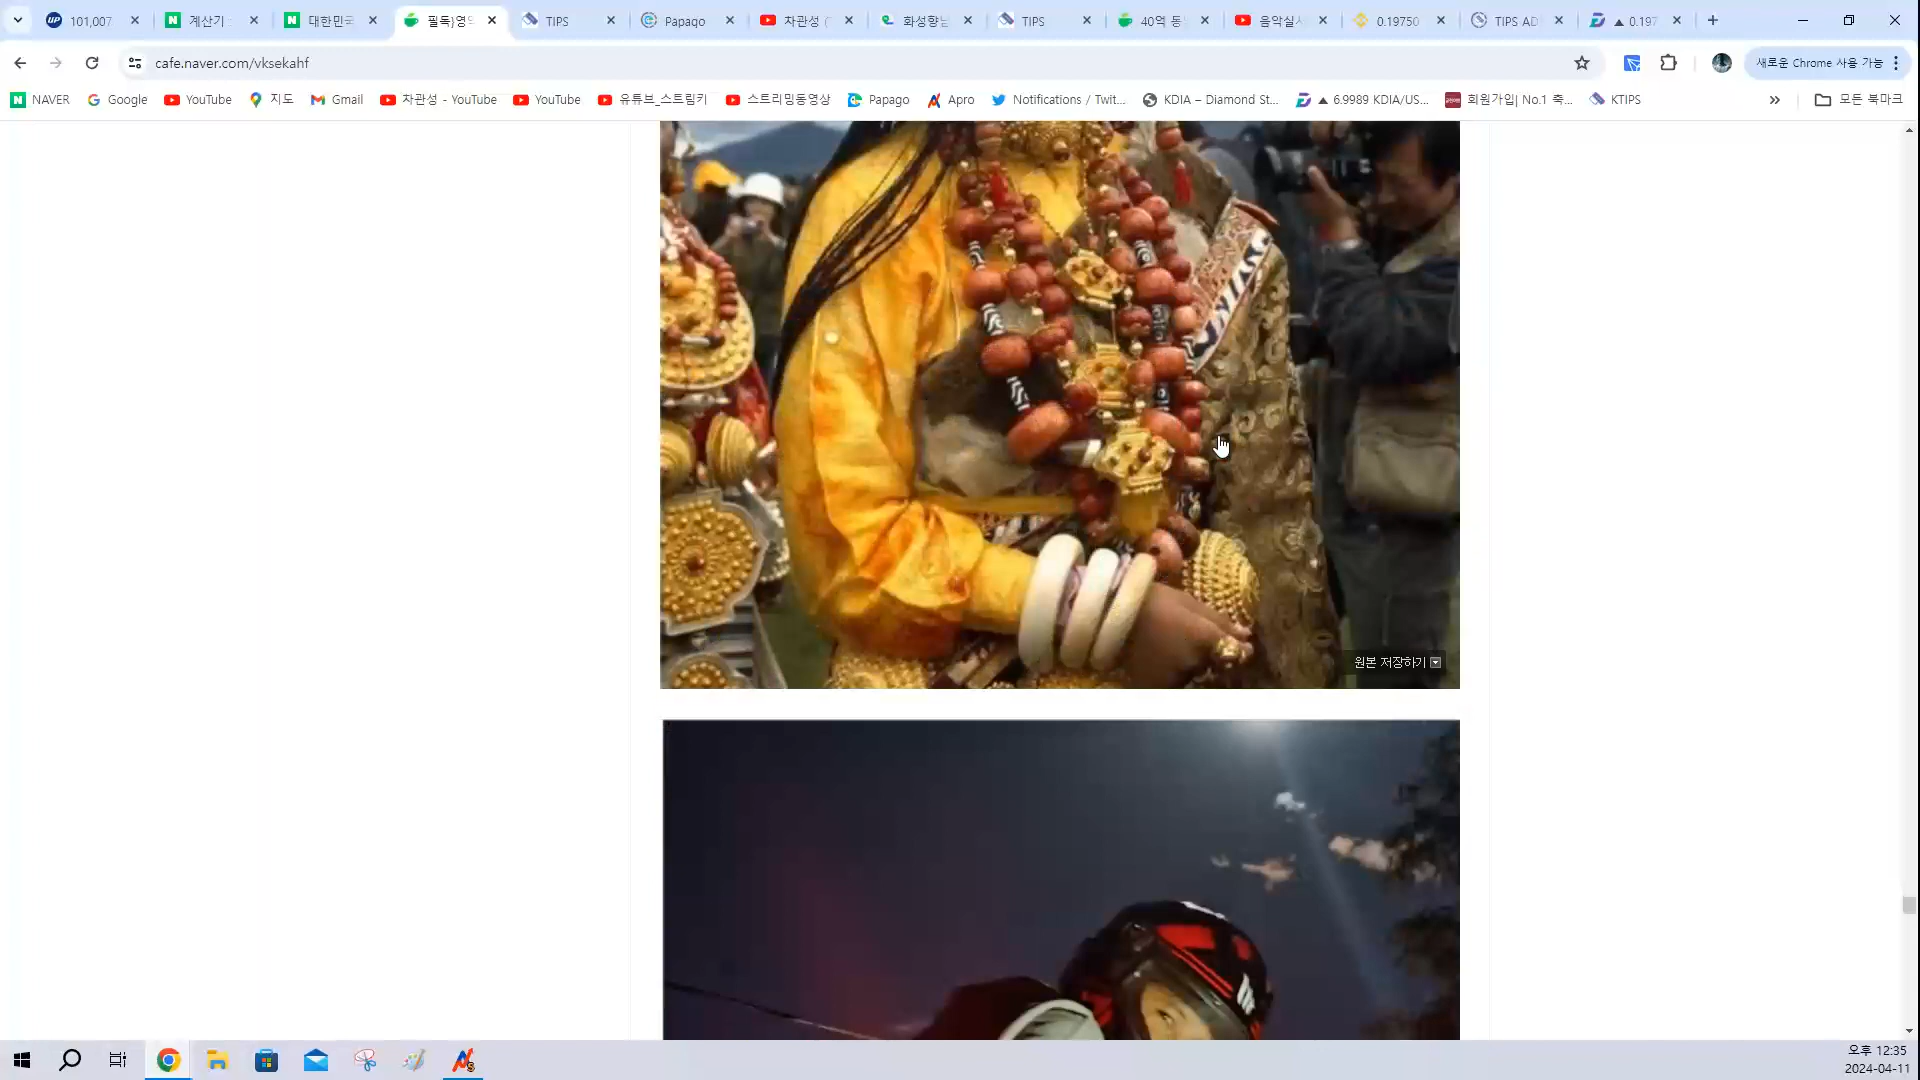 101,007
계산기
대한민국
필독)영
TIPS
Papago
차관성
화성향남
TIPS
40억 동
음악실
0.19750
TIPS AD
▲ 0.197
cafe.naver.com/vksekahf
새로운 Chrome 사용 가능
NAVER
Google
YouTube
지도
Gmail
차관성 - YouTube
YouTube
유튜브_스트림키
스트리밍동영상
Papago
Apro
Notifications / Twit...
KDIA – Diamond St...
▲ 6.9989 KDIA/US...
회원가입| No.1 축...
KTIPS
»
모든 북마크
원본 저장하기
오후 12:35
2024-04-11